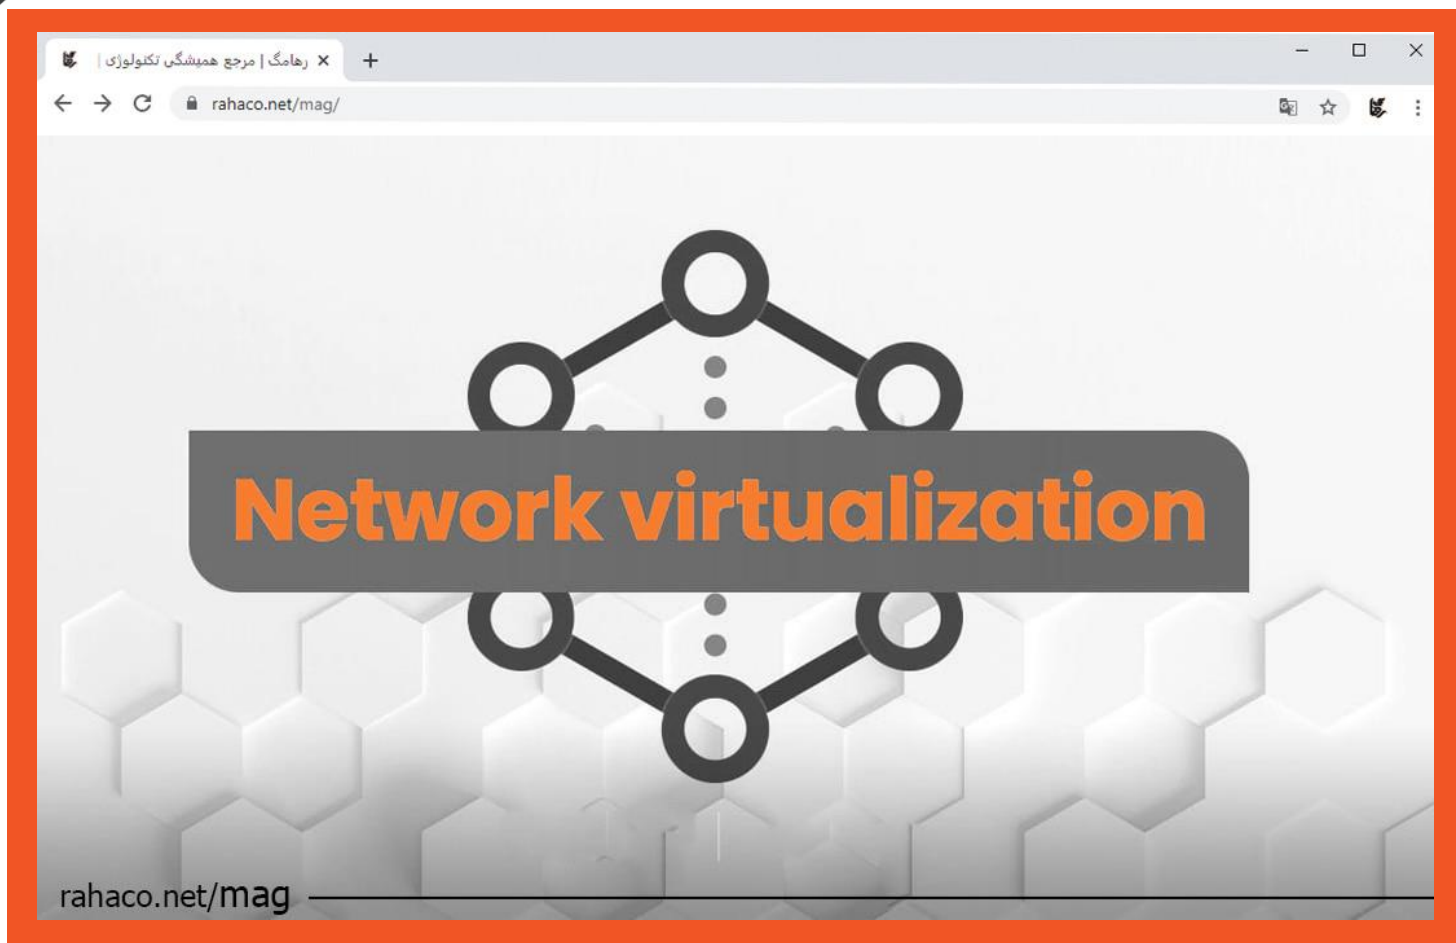 رهامگ | مرجع همیشگی تکنولوژی |
rahaco.net/mag/
Network virtualization
rahaco.net/mag